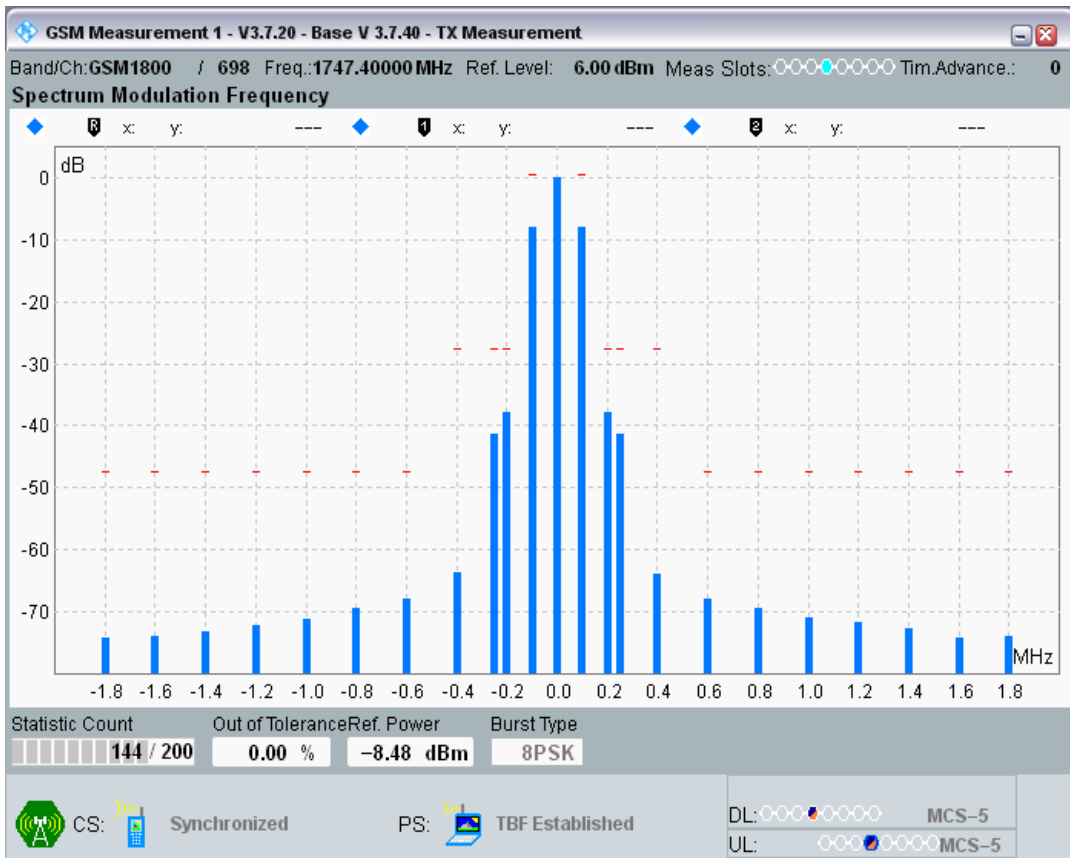 GSM Measurement 1 - V3.7.20 - Base V 3.7.40 - TX Measurement
Band/Ch:GSM1800 / 698 Freq.:1747.40000 MHz Ref. Level: 6.00 dBm Meas Slots: Tim.Advance.: 0
Spectrum Modulation Frequency
R x: y: --- 1 x: y: --- 2 x: y: ---
dB
0
-10
-20
-30
-40
-50
-60
-70
MHz
-1.8 -1.6 -1.4 -1.2 -1.0 -0.8 -0.6 -0.4 -0.2 0.0 0.2 0.4 0.6 0.8 1.0 1.2 1.4 1.6 1.8
Statistic Count Out of Tolerance Ref. Power Burst Type
144 / 200 0.00 % -8.48 dBm 8PSK
CS: Synchronized PS: TBF Established
DL: MCS-5
UL: MCS-5